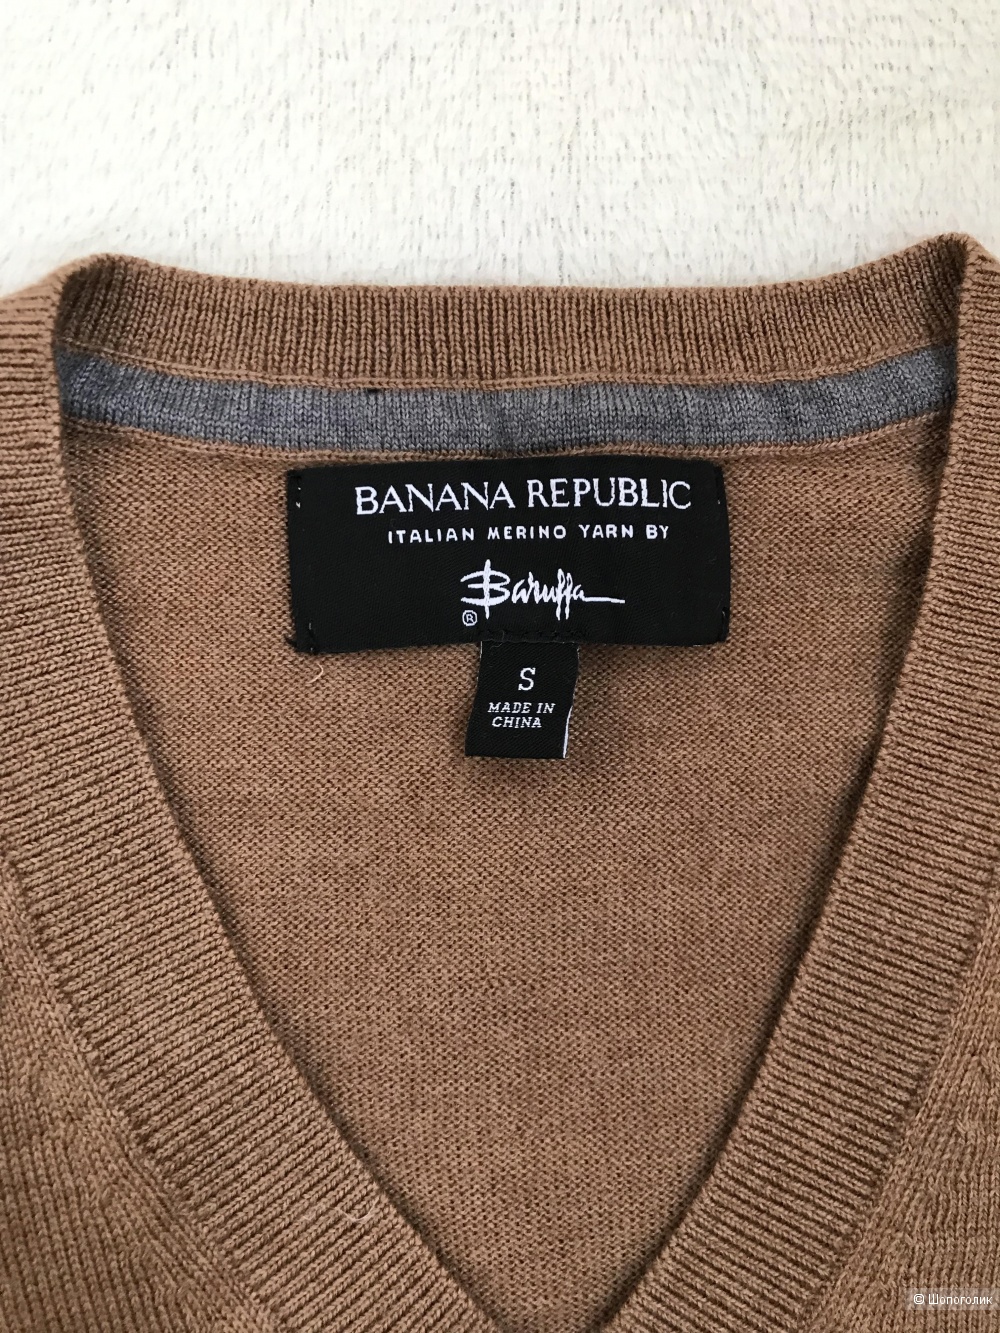 BANANA REPUBLIC
ITALIAN MERINO YARN BY
Baruffa
®
S
MADE IN
CHINA
© Шопоголик